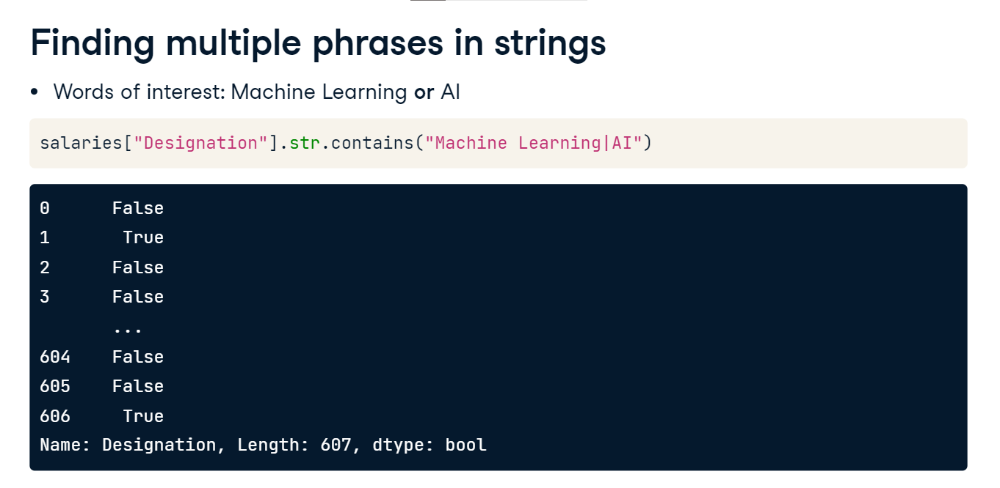 Finding multiple phrases in strings
• Words of interest: Machine Learning or AI
salaries["Designation"].str.contains("Machine Learning|AI")
0      False
1       True
2      False
3      False
       ...
604    False
605    False
606     True
Name: Designation, Length: 607, dtype: bool